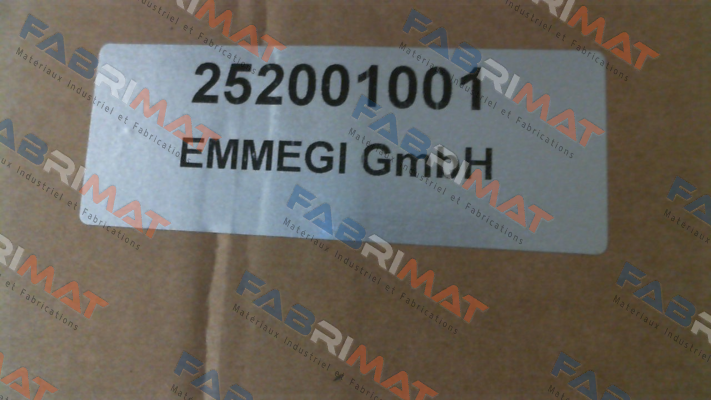 252001001
EMMEGI GmbH
FABRIMAT
Matériaux Industriel et Fabrications